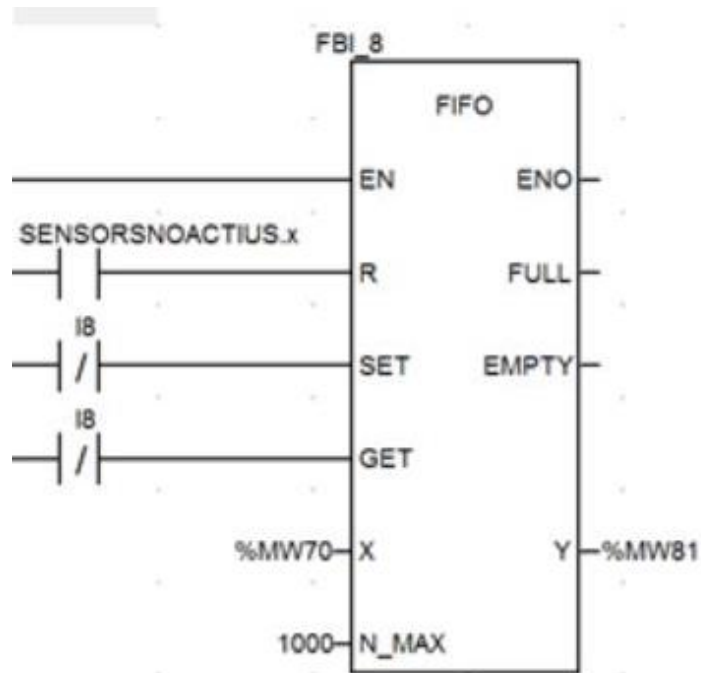 FBI_8
FIFO
EN ENO
SENSORSNOACTIUS.x
R FULL
I8
SET EMPTY
I8
GET
%MW70 X Y %MW81
1000 N_MAX